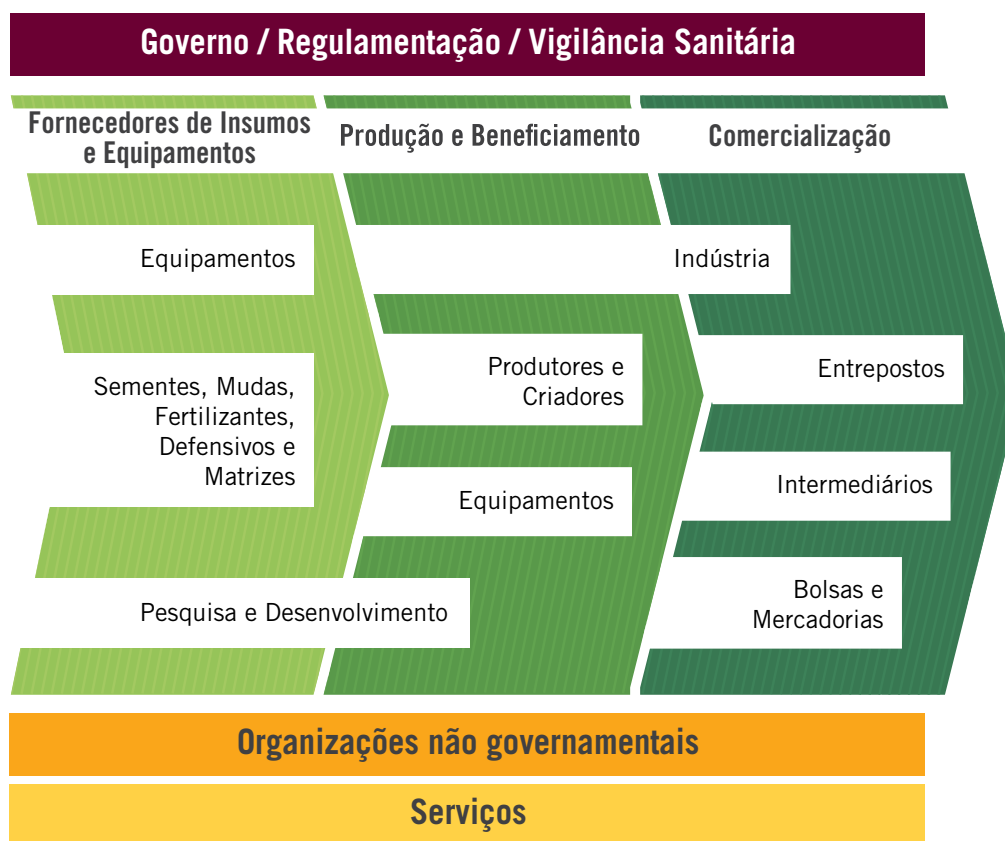 Governo / Regulamentação / Vigilância Sanitária
Fornecedores de Insumos
e Equipamentos
Produção e Beneficiamento
Comercialização
Equipamentos
Indústria
Sementes, Mudas,
Fertilizantes,
Defensivos e
Matrizes
Produtores e
Criadores
Entrepostos
Equipamentos
Intermediários
Pesquisa e Desenvolvimento
Bolsas e
Mercadorias
Organizações não governamentais
Serviços